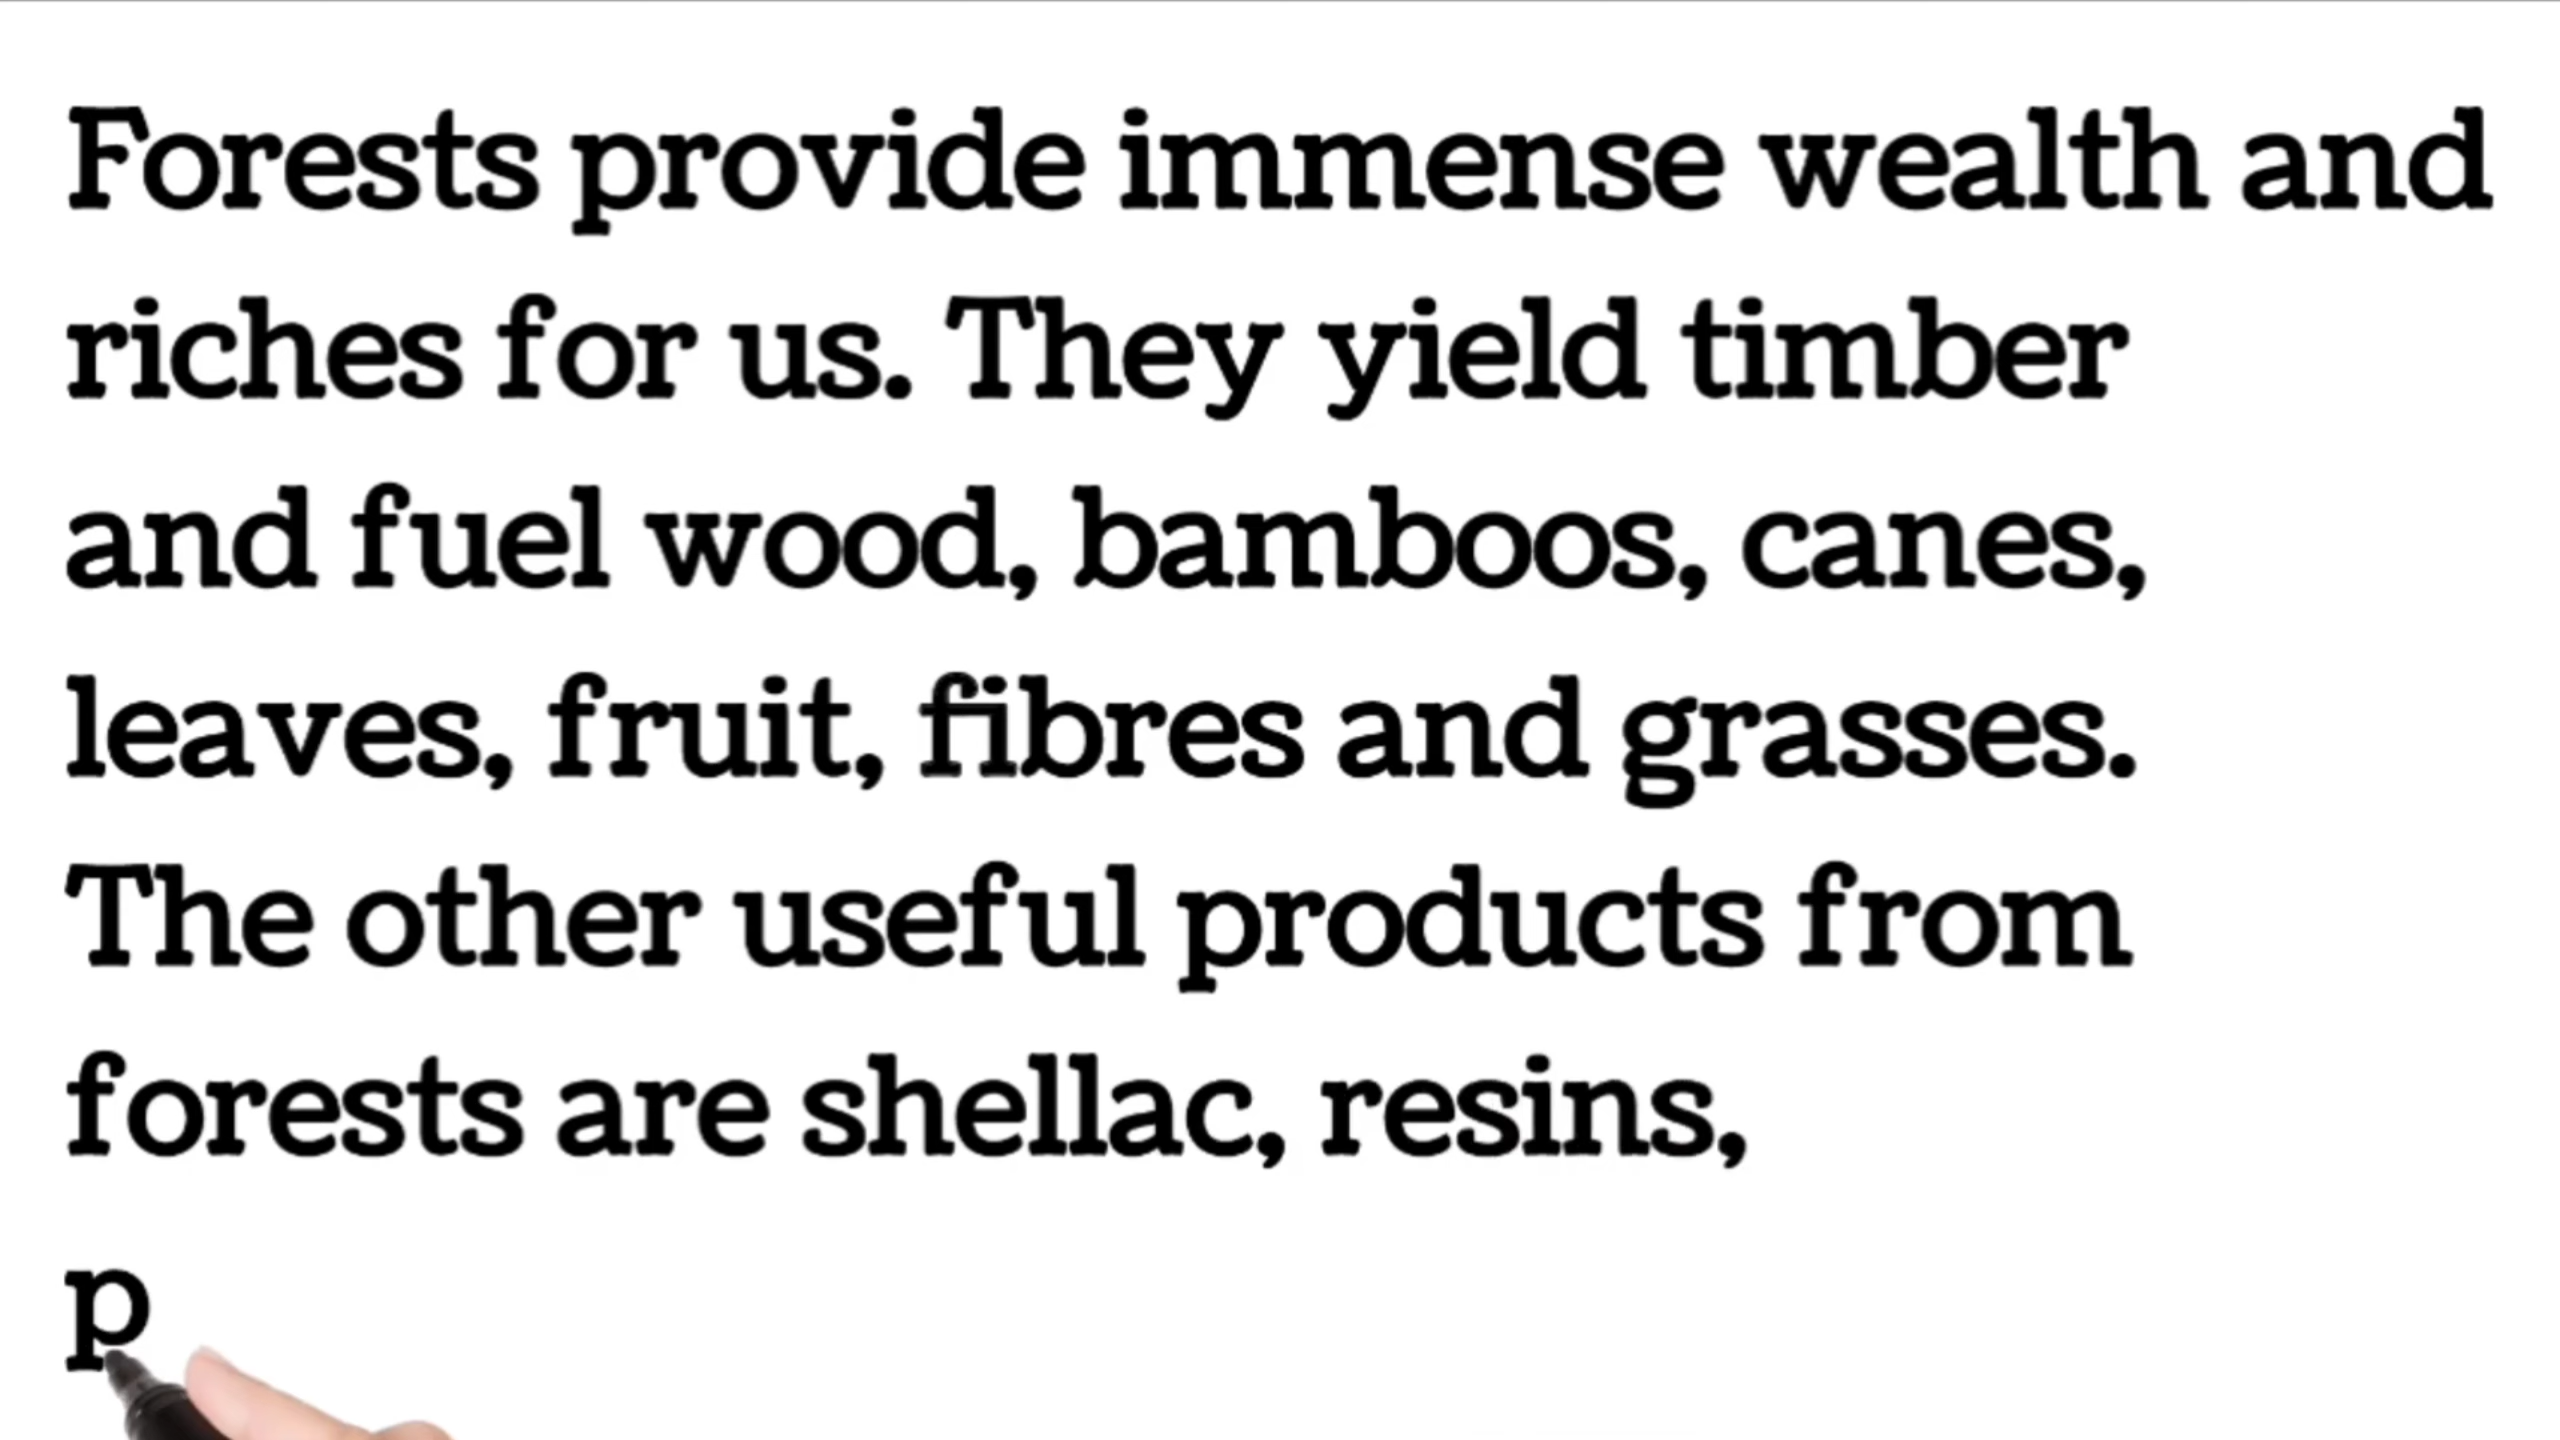 Forests provide immense wealth and
riches for us. They yield timber
and fuel wood, bamboos, canes,
leaves, fruit, fibres and grasses.
The other useful products from
forests are shellac, resins,
p